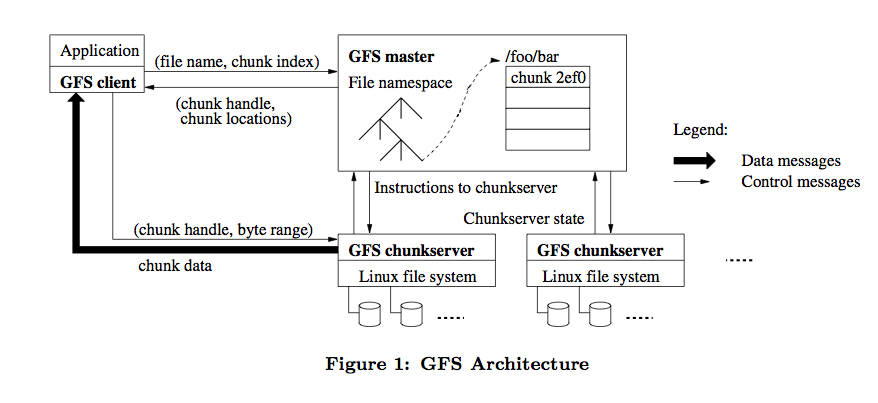 Application
GFS client
(file name, chunk index)
(chunk handle,
chunk locations)
GFS master
File namespace
/foo/bar
chunk 2ef0
Legend:
Data messages
Control messages
Instructions to chunkserver
Chunkserver state
(chunk handle, byte range)
chunk data
GFS chunkserver
Linux file system
GFS chunkserver
Linux file system
Figure 1: GFS Architecture